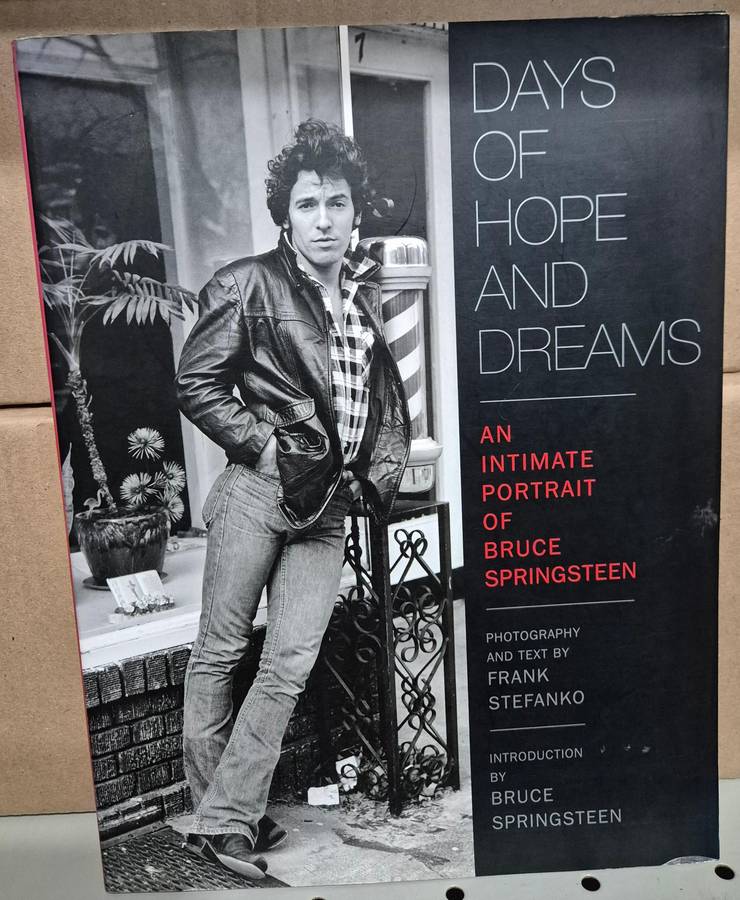 7
DAYS
OF
HOPE
AND
DREAMS
AN
INTIMATE
PORTRAIT
OF
BRUCE
SPRINGSTEEN
PHOTOGRAPHY
AND TEXT BY
FRANK
STEFANKO
INTRODUCTION
BY
BRUCE
SPRINGSTEEN